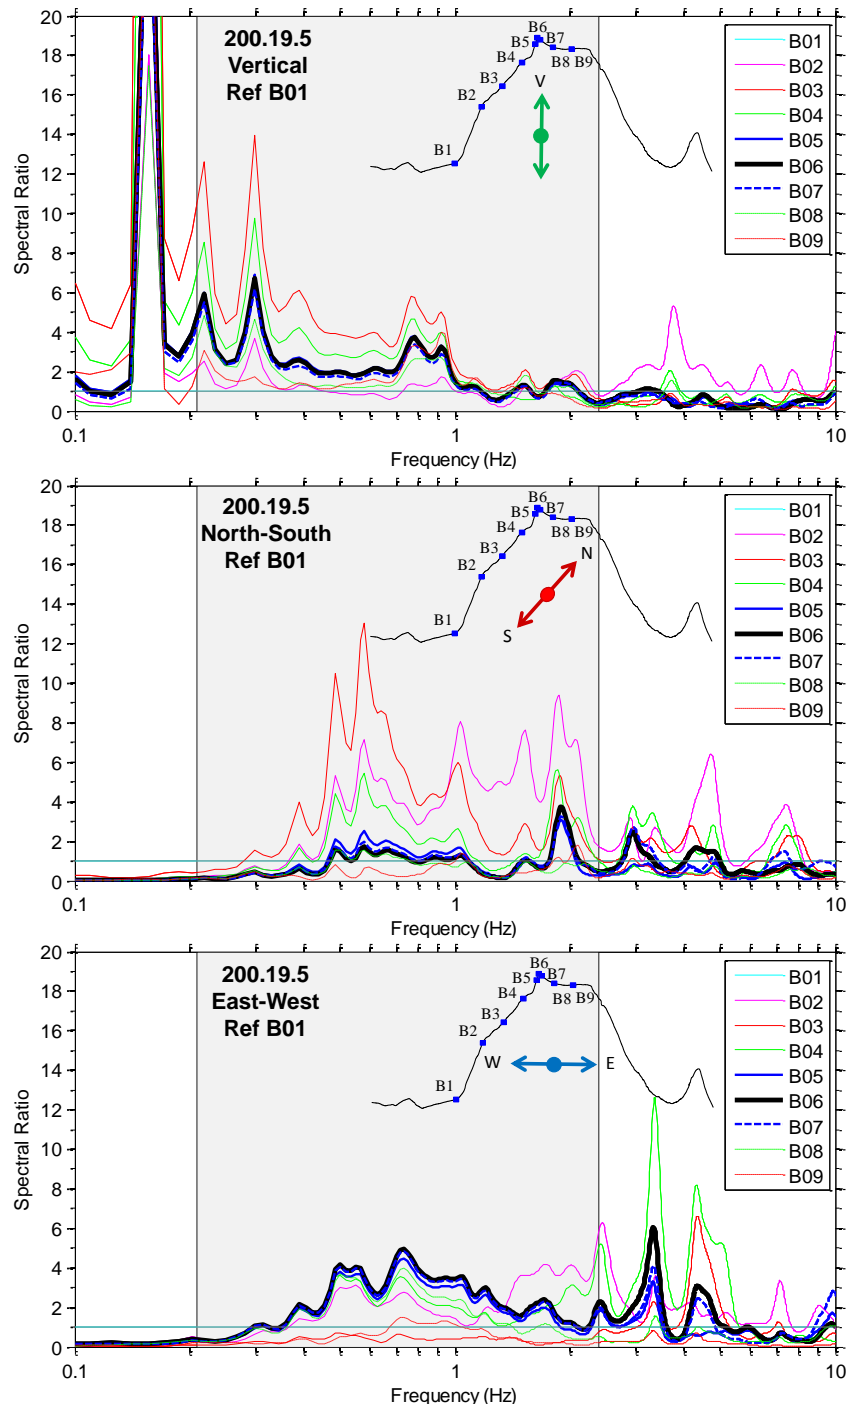 200.19.5
Vertical
Ref B01
V
B1
B2
B3
B4
B5
B6
B7
B8 B9
B01
B02
B03
B04
B05
B06
B07
B08
B09
20
18
16
14
12
10
8
6
4
2
0
Spectral Ratio
0.1 1 10
Frequency (Hz)
200.19.5
North-South
Ref B01
N
S
B1
B2
B3
B4
B5
B6
B7
B8 B9
B01
B02
B03
B04
B05
B06
B07
B08
B09
20
18
16
14
12
10
8
6
4
2
0
Spectral Ratio
0.1 1 10
Frequency (Hz)
200.19.5
East-West
Ref B01
W E
B1
B2
B3
B4
B5
B6
B7
B8 B9
B01
B02
B03
B04
B05
B06
B07
B08
B09
20
18
16
14
12
10
8
6
4
2
0
Spectral Ratio
0.1 1 10
Frequency (Hz)